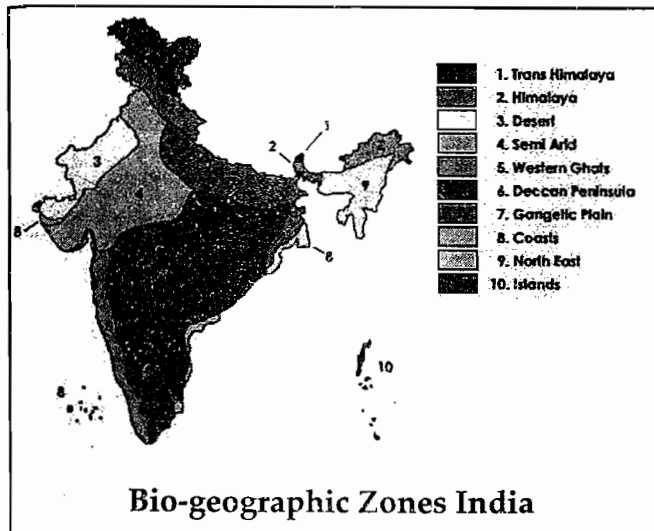 1. Trans Himalaya
2. Himalaya
3. Desert
4. Semi Arid
5. Western Ghats
6. Deccan Peninsula
7. Gangetic Plain
8. Coasts
9. North East
10. Islands
1
2
2
3
4
9
8
8
8
10
Bio-geographic Zones India